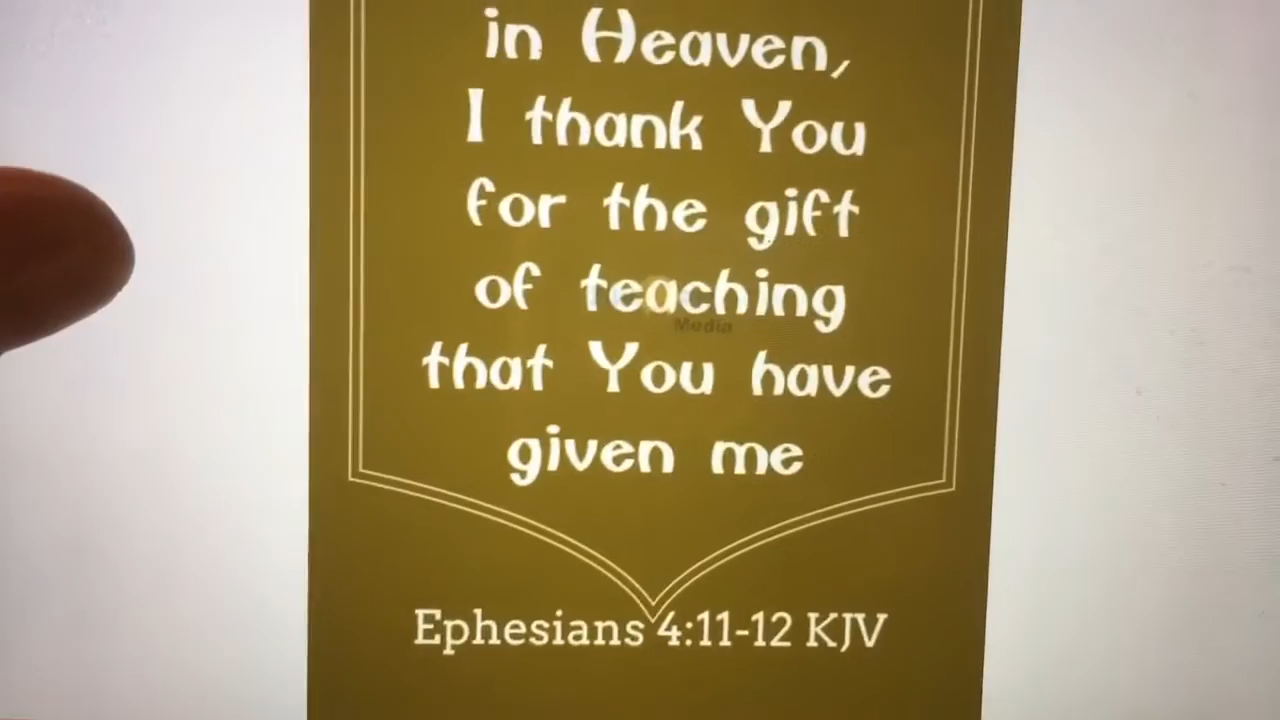 in Heaven,
I thank You
for the gift
of teaching
Media
that You have
given me
Ephesians 4:11-12 KJV